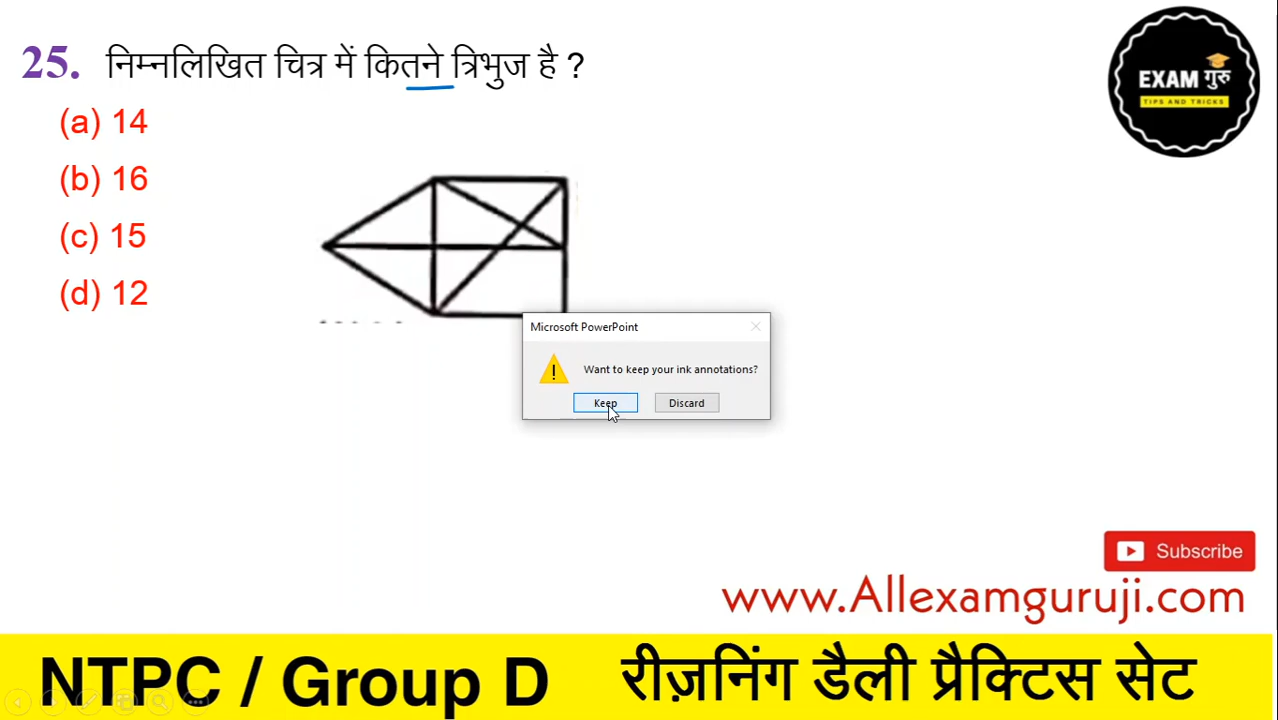 25. निम्नलिखित चित्र में कितने त्रिभुज है ?
(a) 14
(b) 16
(c) 15
(d) 12
EXAM गुरु
TIPS AND TRICKS
Microsoft PowerPoint
Want to keep your ink annotations?
Keep
Discard
Subscribe
www.Allexamguruji.com
NTPC / Group D रीज़निंग डैली प्रैक्टिस सेट